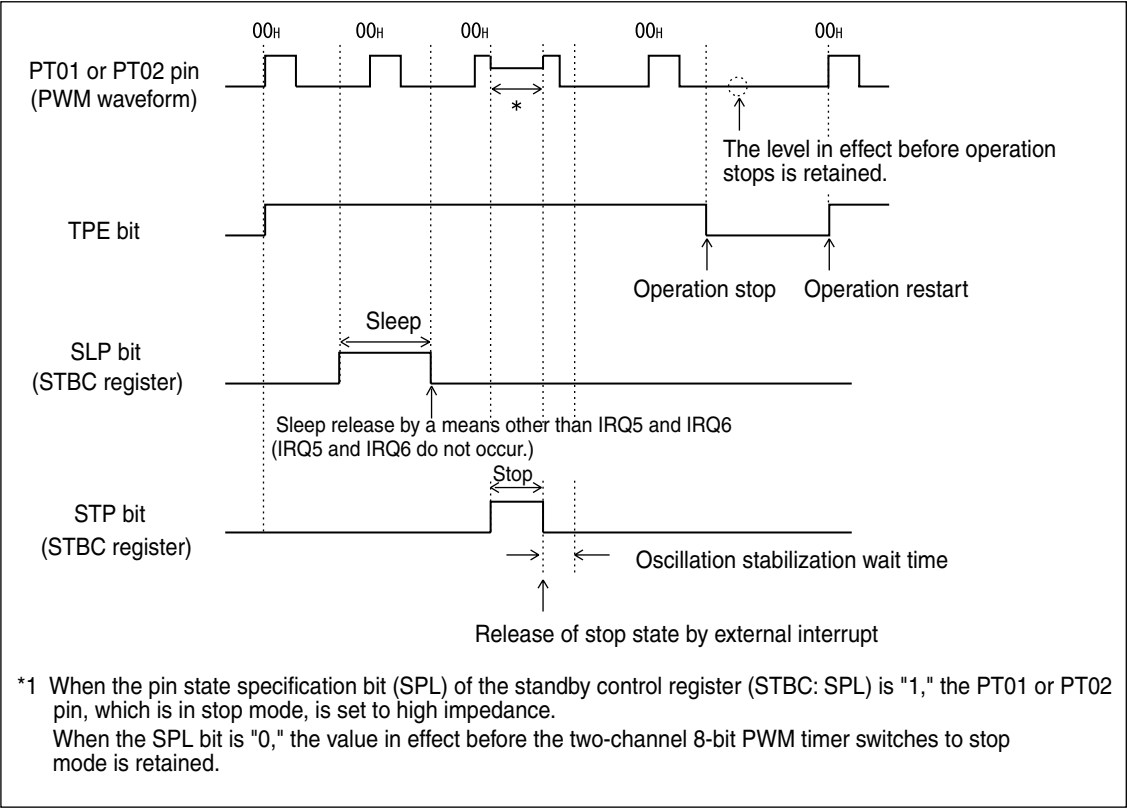 00H 00H 00H 00H 00H
PT01 or PT02 pin
(PWM waveform)
*
The level in effect before operation
stops is retained.
TPE bit
Operation stop Operation restart
Sleep
SLP bit
(STBC register)
Sleep release by a means other than IRQ5 and IRQ6
(IRQ5 and IRQ6 do not occur.)
Stop
STP bit
(STBC register)
Oscillation stabilization wait time
Release of stop state by external interrupt
*1 When the pin state specification bit (SPL) of the standby control register (STBC: SPL) is "1," the PT01 or PT02
pin, which is in stop mode, is set to high impedance.
When the SPL bit is "0," the value in effect before the two-channel 8-bit PWM timer switches to stop
mode is retained.